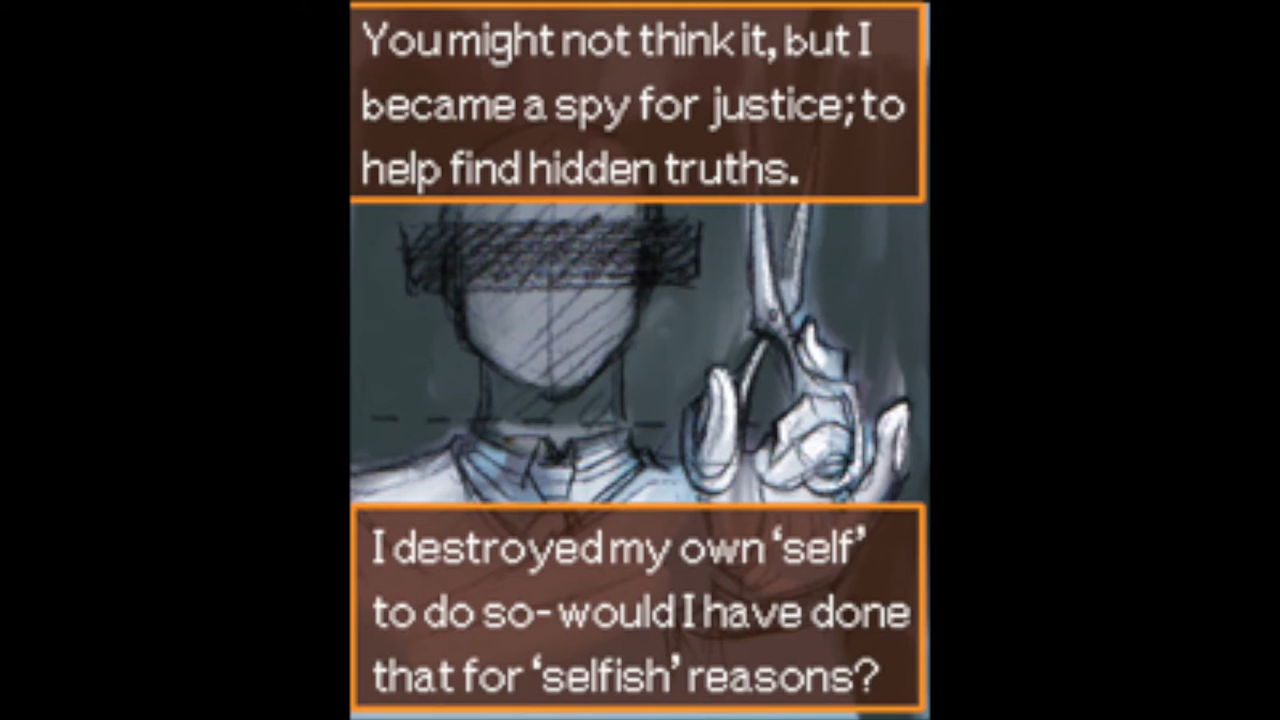 You might not think it, but I
became a spy for justice; to
help find hidden truths.
I destroyed my own ‘self’
to do so-would I have done
that for ‘selfish’ reasons?